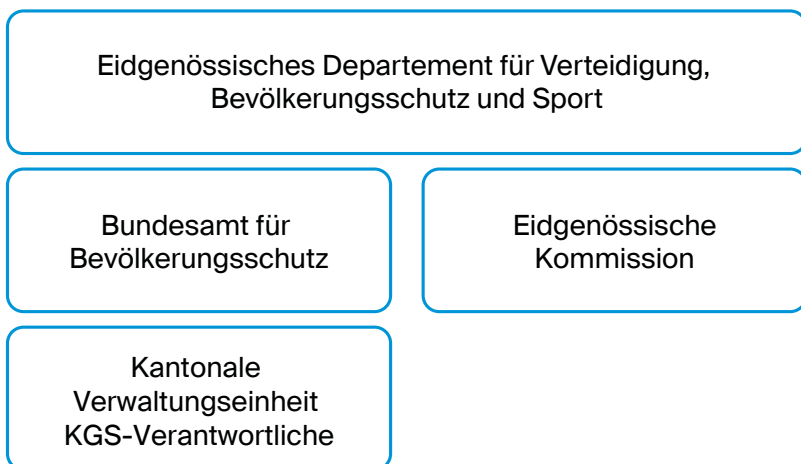 Eidgenössisches Departement für Verteidigung,
Bevölkerungsschutz und Sport
Bundesamt für
Bevölkerungsschutz
Eidgenössische
Kommission
Kantonale
Verwaltungseinheit
KGS-Verantwortliche